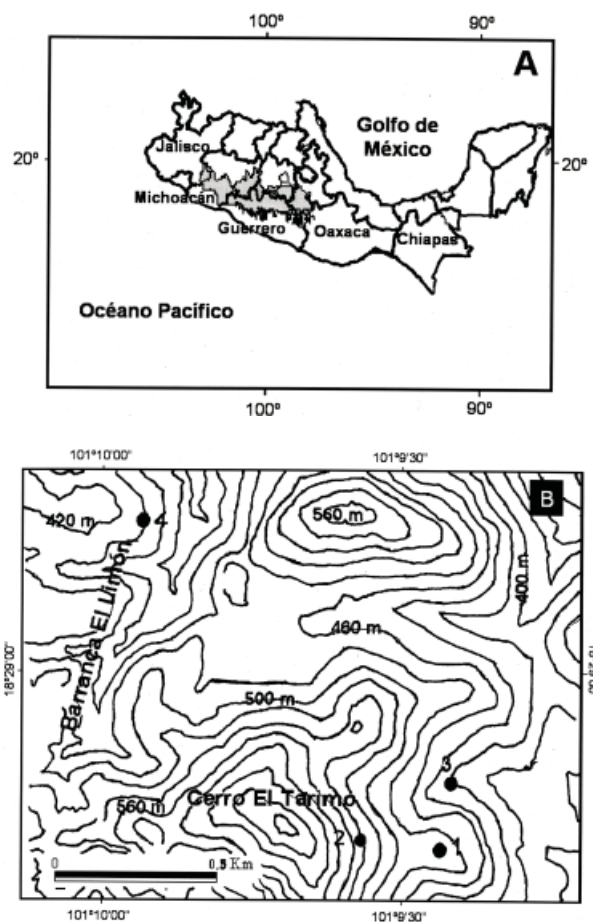 100º 90º
A
Golfo de
México
20º 20º
Jalisco
Michoacán
Guerrero Oaxaca Chiapas
Océano Pacífico
100º 90º
101º10'00" 101º9'30"
B
420 m 4 560 m
400 m
Barranca El Limón
460 m
18º29'00"
500 m
3
560 m Cerro El Tarimo
2 1
0 0.5 Km
101º10'00" 101º9'30"